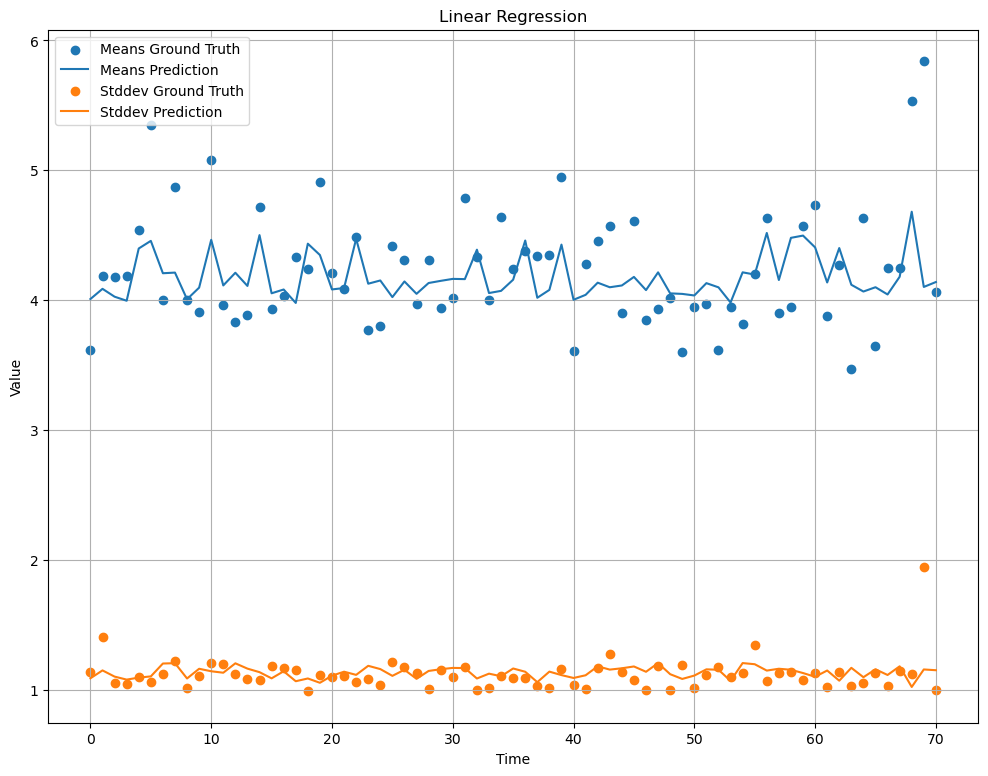 Linear Regression
Means Ground Truth
Means Prediction
Stddev Ground Truth
Stddev Prediction
6
5
4
3
2
1
Value
0 10 20 30 40 50 60 70
Time